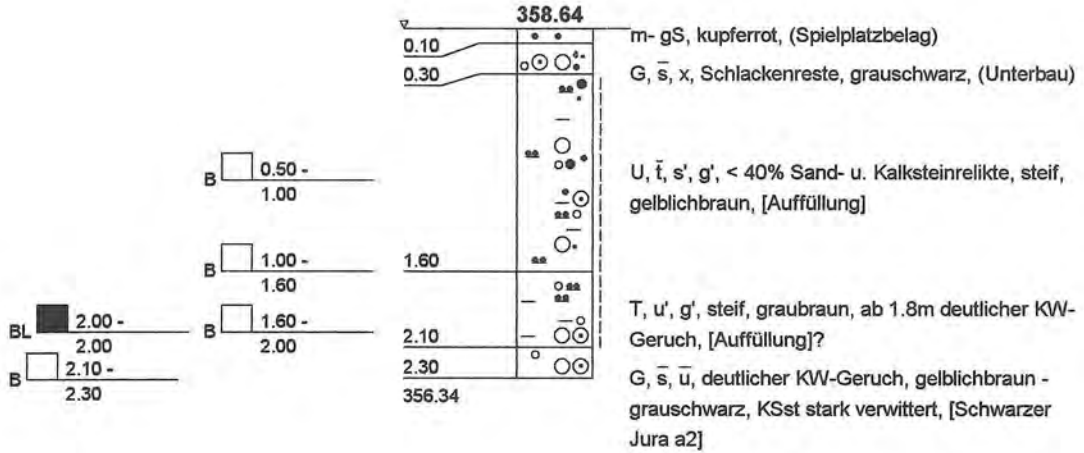 358.64
m- gS, kupferrot, (Spielplatzbelag)
0.10
G, s̅, x, Schlackenreste, grauschwarz, (Unterbau)
0.30
B 0.50 -
1.00
U, t̅, s', g', < 40% Sand- u. Kalksteinrelikte, steif,
gelblichbraun, [Auffüllung]
B 1.00 -
1.60
1.60
BL 2.00 -
2.00
B 1.60 -
2.00
T, u', g', steif, graubraun, ab 1.8m deutlicher KW-
Geruch, [Auffüllung]?
2.10
B 2.10 -
2.30
2.30
356.34
G, s̅, u̅, deutlicher KW-Geruch, gelblichbraun -
grauschwarz, KSst stark verwittert, [Schwarzer
Jura a2]